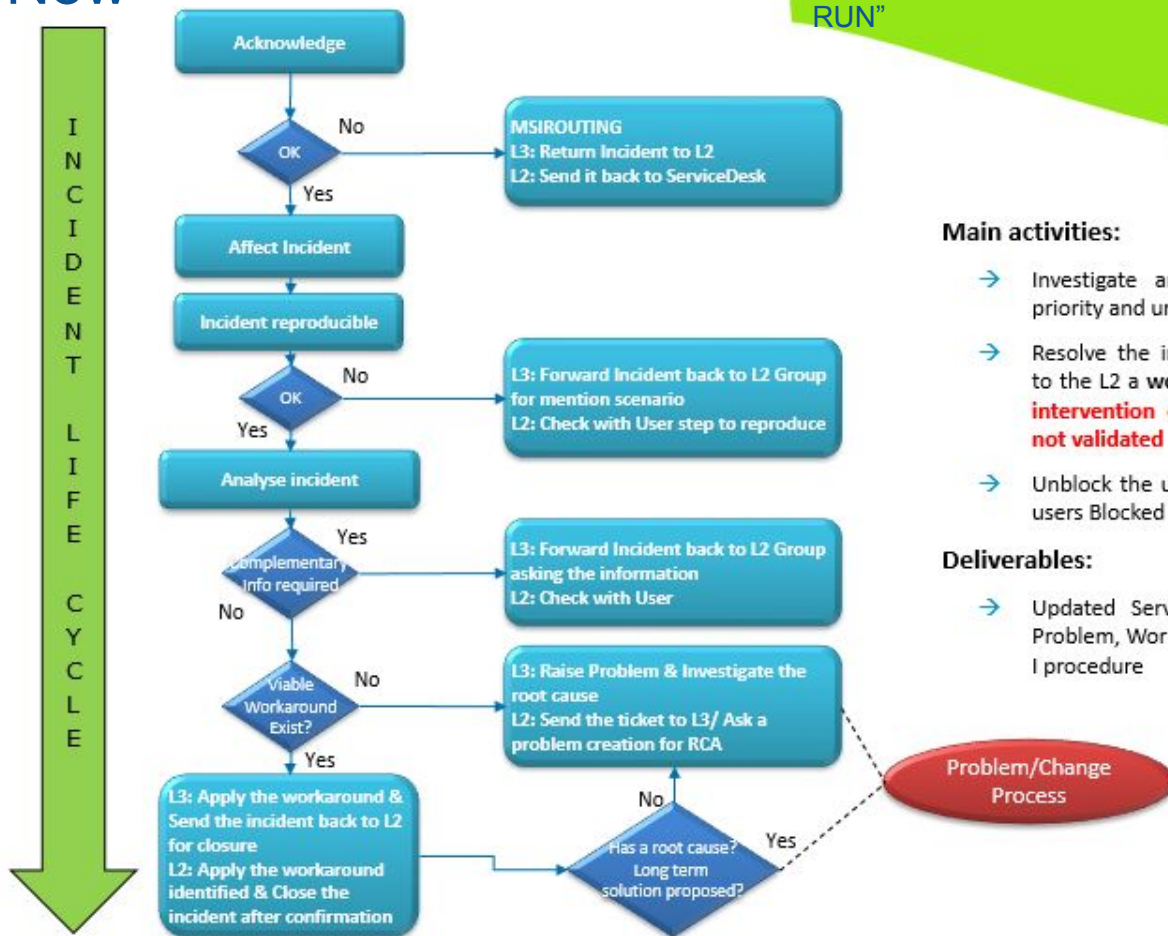 Now
RUN”
INCIDENT LIFE CYCLE
Acknowledge
OK
No
Yes
MSIROUTING
L3: Return Incident to L2
L2: Send it back to ServiceDesk
Affect Incident
Incident reproducible
OK
No
Yes
L3: Forward Incident back to L2 Group
for mention scenario
L2: Check with User step to reproduce
Analyse incident
Complementary
Info required
Yes
No
L3: Forward Incident back to L2 Group
asking the information
L2: Check with User
Viable
Workaround
Exist?
No
Yes
L3: Raise Problem & Investigate the
root cause
L2: Send the ticket to L3/ Ask a
problem creation for RCA
L3: Apply the workaround &
Send the incident back to L2
for closure
L2: Apply the workaround
identified & Close the
incident after confirmation
Has a root cause?
Long term
solution proposed?
No
Yes
Problem/Change
Process
Main activities:
→ Investigate
priority and
→ Resolve the
to the L2 a
intervention
not validated
→ Unblock the
users Blocked
Deliverables:
→ Updated
Problem,
I procedure